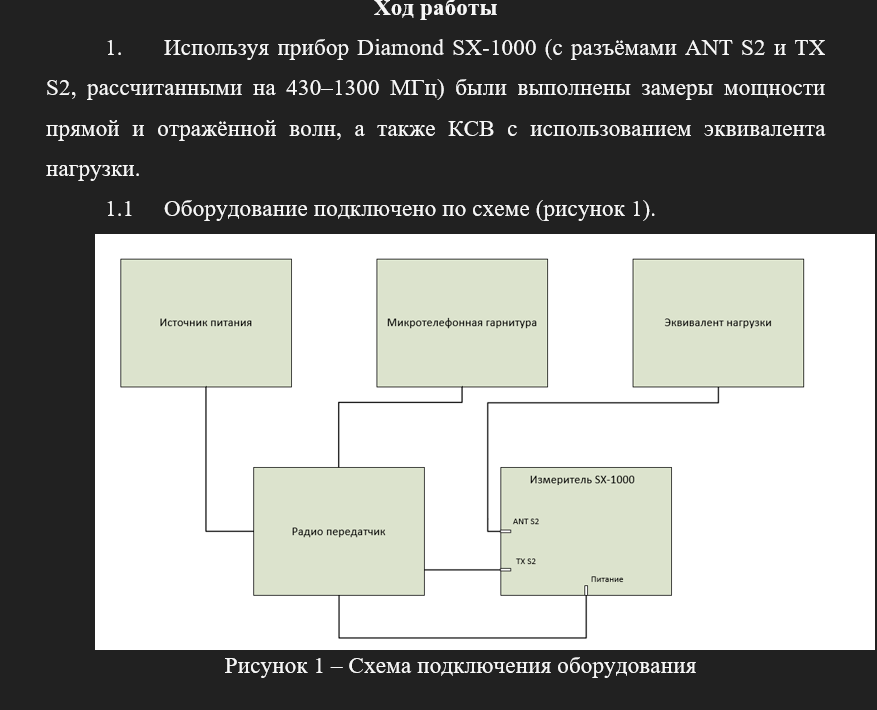 Ход работы
1. Используя прибор Diamond SX-1000 (с разъёмами ANT S2 и TX
S2, рассчитанными на 430–1300 МГц) были выполнены замеры мощности
прямой и отражённой волн, а также КСВ с использованием эквивалента
нагрузки.
1.1 Оборудование подключено по схеме (рисунок 1).
Источник питания
Микротелефонная гарнитура
Эквивалент нагрузки
Радио передатчик
Измеритель SX-1000
ANT S2
TX S2
Питание
Рисунок 1 – Схема подключения оборудования